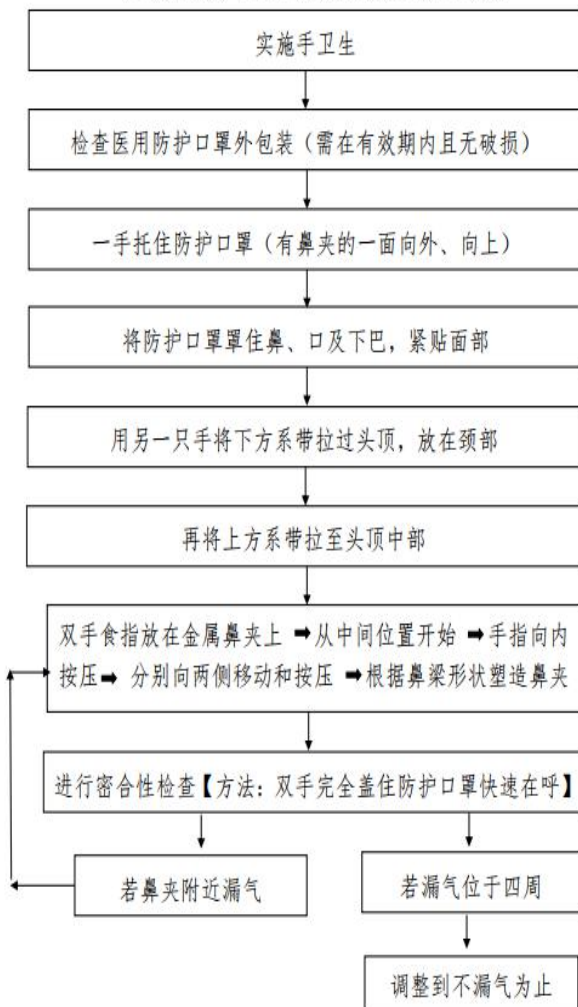 实施手卫生
检查医用防护口罩外包装（需在有效期内且无破损）
一手托住防护口罩（有鼻夹的一面向外、向上）
将防护口罩罩住鼻、口及下巴，紧贴面部
用另一只手将下方系带拉过头顶，放在颈部
再将上方系带拉至头顶中部
双手食指放在金属鼻夹上 ➡从中间位置开始 ➡手指向内
按压➡ 分别向两侧移动和按压 ➡根据鼻梁形状塑造鼻夹
进行密合性检查【方法：双手完全盖住防护口罩快速在呼】
若鼻夹附近漏气
若漏气位于四周
调整到不漏气为止